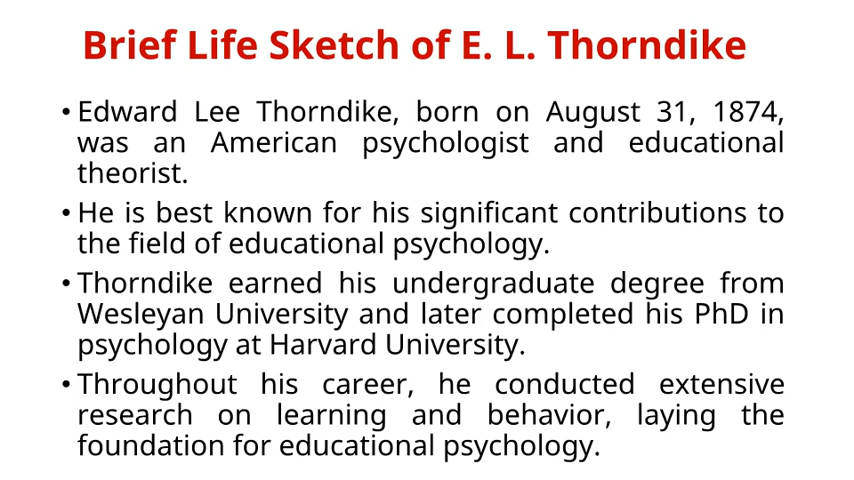 Brief Life Sketch of E. L. Thorndike
• Edward Lee Thorndike, born on August 31, 1874,
was an American psychologist and educational
theorist.
• He is best known for his significant contributions to
the field of educational psychology.
• Thorndike earned his undergraduate degree from
Wesleyan University and later completed his PhD in
psychology at Harvard University.
• Throughout his career, he conducted extensive
research on learning and behavior, laying the
foundation for educational psychology.